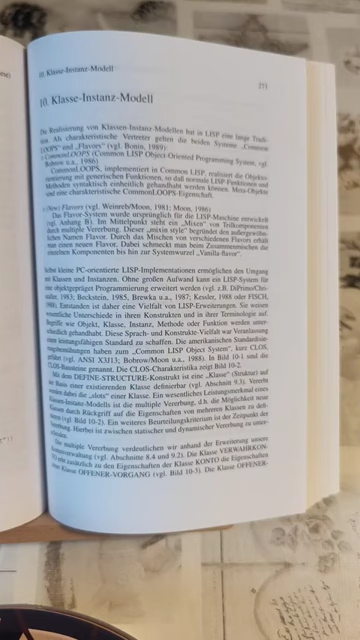 10. Klasse-Instanz-Modell
271
10. Klasse-Instanz-Modell
Die Realisierung von Klassen-Instanz-Modellen hat in LISP eine lange Tradi-
tion. Als charakteristische Vertreter gelten die beiden Systeme „Common
LOOPS" und „Flavors" (vgl. Bonin, 1989):
CommonLOOPS (Common LISP Object-Oriented Programming System, vgl.
Bobrow u.a., 1986)
CommonLOOPS, implementiert in Common LISP, realisiert die Objekto-
rientierung mit generischen Funktionen, so daß normale LISP-Funktionen und
Methoden syntaktisch einheitlich gehandhabt werden können. Meta-Objekte
sind eine charakteristische CommonLOOPS-Eigenschaft.
(New) Flavors (vgl. Weinreb/Moon, 1981; Moon, 1986)
Das Flavor-System wurde ursprünglich für die LISP-Maschine entwickelt
(vgl. Anhang B). Im Mittelpunkt steht ein „Mixen" von Teilkomponenten
durch multiple Vererbung. Dieser „mixin style" begründet den außergewöhn-
lichen Namen Flavor. Durch das Mischen von verschiedenen Flavors erhält
man einen neuen Flavor. Dabei schmeckt man beim Zusammenmischen die
einzelnen Komponenten bis hin zur Systemwurzel „Vanilla-flavor".
Selbst kleine PC-orientierte LISP-Implementationen ermöglichen den Umgang
mit Klassen und Instanzen. Ohne großen Aufwand kann ein LISP-System für
eine objektgeprägte Programmierung erweitert werden (vgl. z.B. DiPrimo/Chri-
staller, 1983; Beckstein, 1985, Brewka u.a., 1987, Kessler, 1988 oder FISCH,
1988). Entstanden ist daher eine Vielfalt von LISP-Erweiterungen. Sie weisen
wesentliche Unterschiede in ihren Konstrukten und in ihrer Terminologie auf.
Begriffe wie Objekt, Klasse, Instanz, Methode oder Funktion werden unter-
schiedlich gehandhabt. Diese Sprach- und Konstrukte-Vielfalt war Veranlassung
einen leistungsfähigen Standard zu schaffen. Die amerikanischen Standardisie-
rungsbemühungen haben zum „Common LISP Object System", kurz CLOS,
geführt (vgl. ANSI X3J13; Bobrow/Moon u.a., 1988). In Bild 10-1 sind die
CLOS-Bausteine genannt. Die CLOS-Charakteristika zeigt Bild 10-2.
Mit dem DEFINE-STRUCTURE-Konstrukt ist eine „Klasse" (Struktur) auf
der Basis einer existierenden Klasse definierbar (vgl. Abschnitt 9.3). Vererbt
werden dabei die „slots" einer Klasse. Ein wesentliches Leistungsmerkmal eines
Klassen-Instanz-Modells ist die multiple Vererbung, d.h. die Möglichkeit neue
Klassen durch Rückgriff auf die Eigenschaften von mehreren Klassen zu defi-
nieren (vgl. Bild 10-2). Ein weiteres Beurteilungskriterium ist der Zeitpunkt der
Vererbung. Hierbei ist zwischen statischer und dynamischer Vererbung zu unter-
scheiden.
multiple Vererbung verdeutlichen wir anhand der Erweiterung unsere
Kontenverwaltung (vgl. Abschnitte 8.4 und 9.2). Die Klasse VERWAHRKON-
TO zusätzlich zu den Eigenschaften der Klasse KONTO die Eigenschaften
Klasse OFFENER-VORGANG (vgl. Bild 10-3). Die Klasse OFFENER-